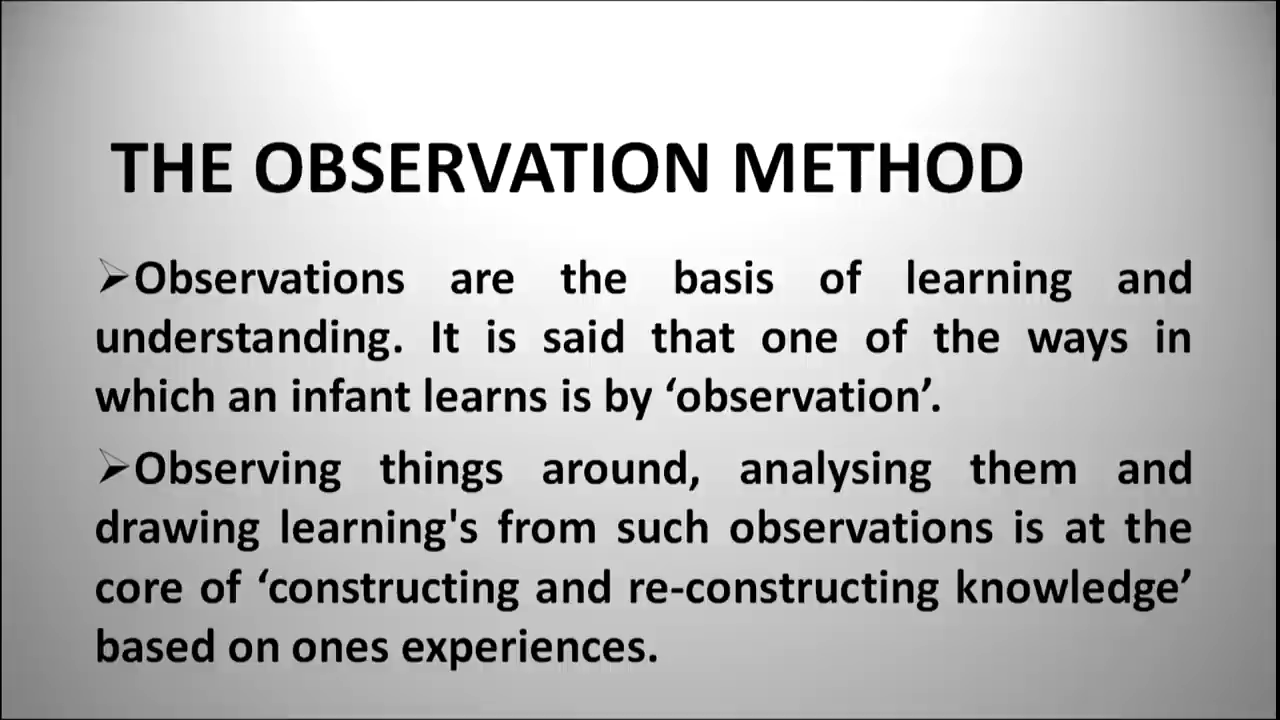 THE OBSERVATION METHOD
➢Observations are the basis of learning and
understanding. It is said that one of the ways in
which an infant learns is by ‘observation’.
➢Observing things around, analysing them and
drawing learning's from such observations is at the
core of ‘constructing and re-constructing knowledge’
based on ones experiences.